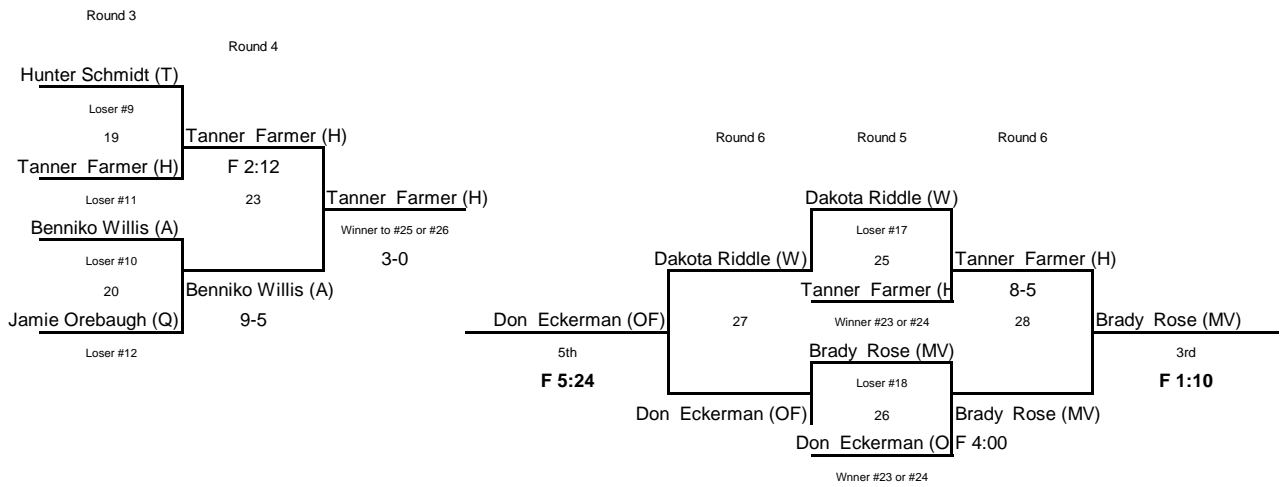 Round 3
Round 4
Hunter Schmidt (T)
Loser #9
19
Tanner Farmer (H)
Tanner Farmer (H)
F 2:12
Loser #11
23
Tanner Farmer (H)
Benniko Willis (A)
Winner to #25 or #26
Loser #10
3-0
20
Benniko Willis (A)
Jamie Orebaugh (Q)
9-5
Loser #12
Round 6
Round 5
Round 6
Dakota Riddle (W)
Loser #17
Dakota Riddle (W)
25
Tanner Farmer (H)
Tanner Farmer (H
8-5
Don Eckerman (OF)
27
Winner #23 or #24
28
Brady Rose (MV)
5th
Brady Rose (MV)
3rd
F 5:24
Loser #18
F 1:10
Don Eckerman (OF)
26
Brady Rose (MV)
Don Eckerman (O
F 4:00
Wnner #23 or #24